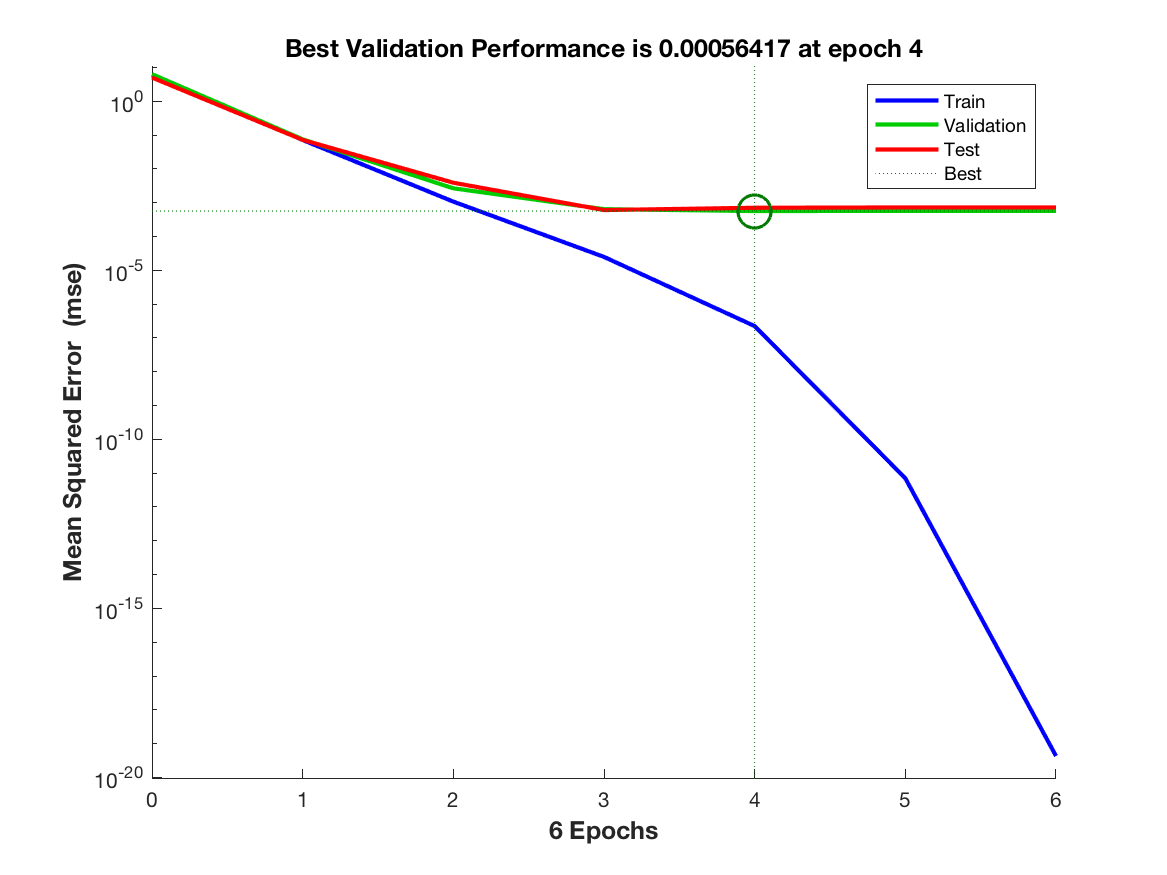 Best Validation Performance is 0.00056417 at epoch 4
Train
Validation
Test
Best
10^0
10^-5
10^-10
10^-15
10^-20
Mean Squared Error (mse)
0 1 2 3 4 5 6
6 Epochs